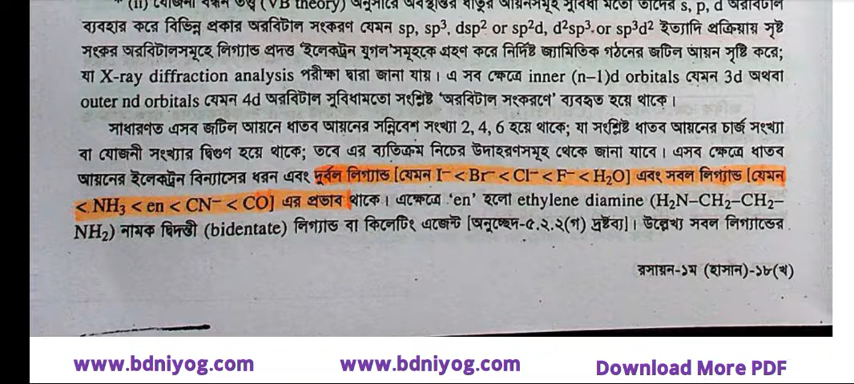 * (ii) যোজনী বন্ধন তত্ত্ব (VB theory) অনুসারে অবস্থান্তর ধাতুর আয়নসমূহ সুবিধা মতো তাদের s, p, d অরবিটাল
ব্যবহার করে বিভিন্ন প্রকার অরবিটাল সংকরণ যেমন sp, sp³, dsp² or sp²d, d²sp³ or sp³d² ইত্যাদি প্রক্রিয়ায় সৃষ্ট
সংকর অরবিটালসমূহে লিগ্যান্ড প্রদত্ত 'ইলেকট্রন যুগল'সমূহকে গ্রহণ করে নির্দিষ্ট জ্যামিতিক গঠনের জটিল আয়ন সৃষ্টি করে;
যা X-ray diffraction analysis পরীক্ষা দ্বারা জানা যায়। এ সব ক্ষেত্রে inner (n–1)d orbitals যেমন 3d অথবা
outer nd orbitals যেমন 4d অরবিটাল সুবিধামতো সংশ্লিষ্ট 'অরবিটাল সংকরণে' ব্যবহৃত হয়ে থাকে।
সাধারণত এসব জটিল আয়নে ধাতব আয়নের সন্নিবেশ সংখ্যা 2, 4, 6 হয়ে থাকে; যা সংশ্লিষ্ট ধাতব আয়নের চার্জ সংখ্যা
বা যোজনী সংখ্যার দ্বিগুণ হয়ে থাকে; তবে এর ব্যতিক্রম নিচের উদাহরণসমূহ থেকে জানা যাবে। এসব ক্ষেত্রে ধাতব
আয়নের ইলেকট্রন বিন্যাসের ধরন এবং দুর্বল লিগ্যান্ড [যেমন I⁻ < Br⁻ < Cl⁻ < F⁻ < H₂O] এবং সবল লিগ্যান্ড [যেমন
< NH₃ < en < CN⁻ < CO] এর প্রভাব থাকে। এক্ষেত্রে 'en' হলো ethylene diamine (H₂N–CH₂–CH₂–
NH₂) নামক দ্বিদন্তী (bidentate) লিগ্যান্ড বা কিলেটিং এজেন্ট [অনুচ্ছেদ-৫.২.২(গ) দ্রষ্টব্য]। উল্লেখ্য সবল লিগ্যান্ডের
রসায়ন-১ম (হাসান)-১৮(খ)
www.bdniyog.com www.bdniyog.com Download More PDF